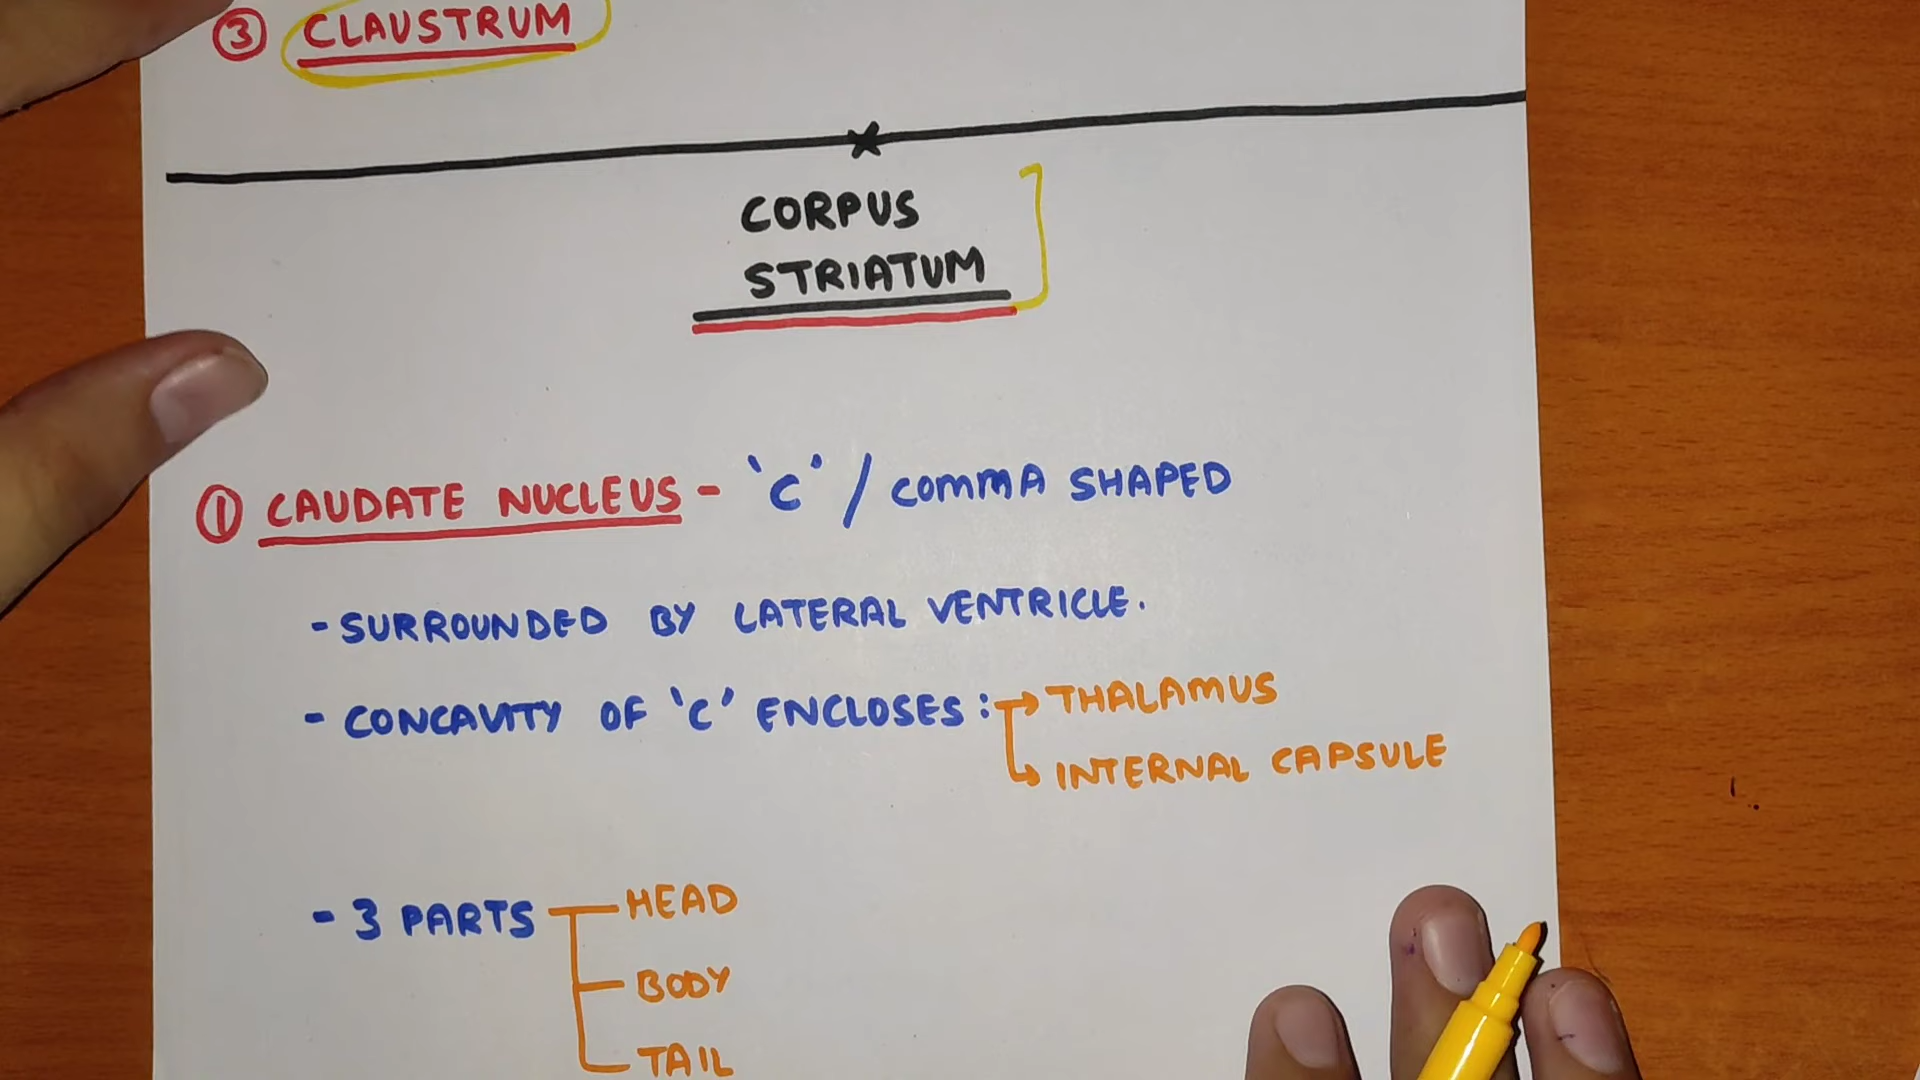 ③ CLAUSTRUM
CORPUS
STRIATUM
① CAUDATE NUCLEUS - 'C' / COMMA SHAPED
- SURROUNDED BY LATERAL VENTRICLE.
- CONCAVITY OF 'C' ENCLOSES : → THALAMUS
↳ INTERNAL CAPSULE
- 3 PARTS HEAD
BODY
TAIL